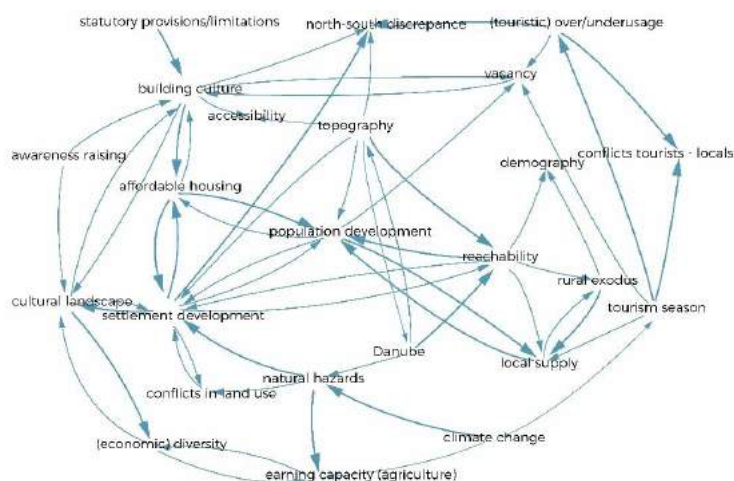 statutory provisions/limitations
north-south discrepance
(touristic) over/underusage
building culture
vacancy
accessibility
topography
awareness raising
demography
conflicts tourists - locals
affordable housing
population development
reachability
rural exodus
cultural landscape
settlement development
tourism season
Danube
local supply
natural hazards
conflicts in land use
(economic) diversity
climate change
earning capacity (agriculture)